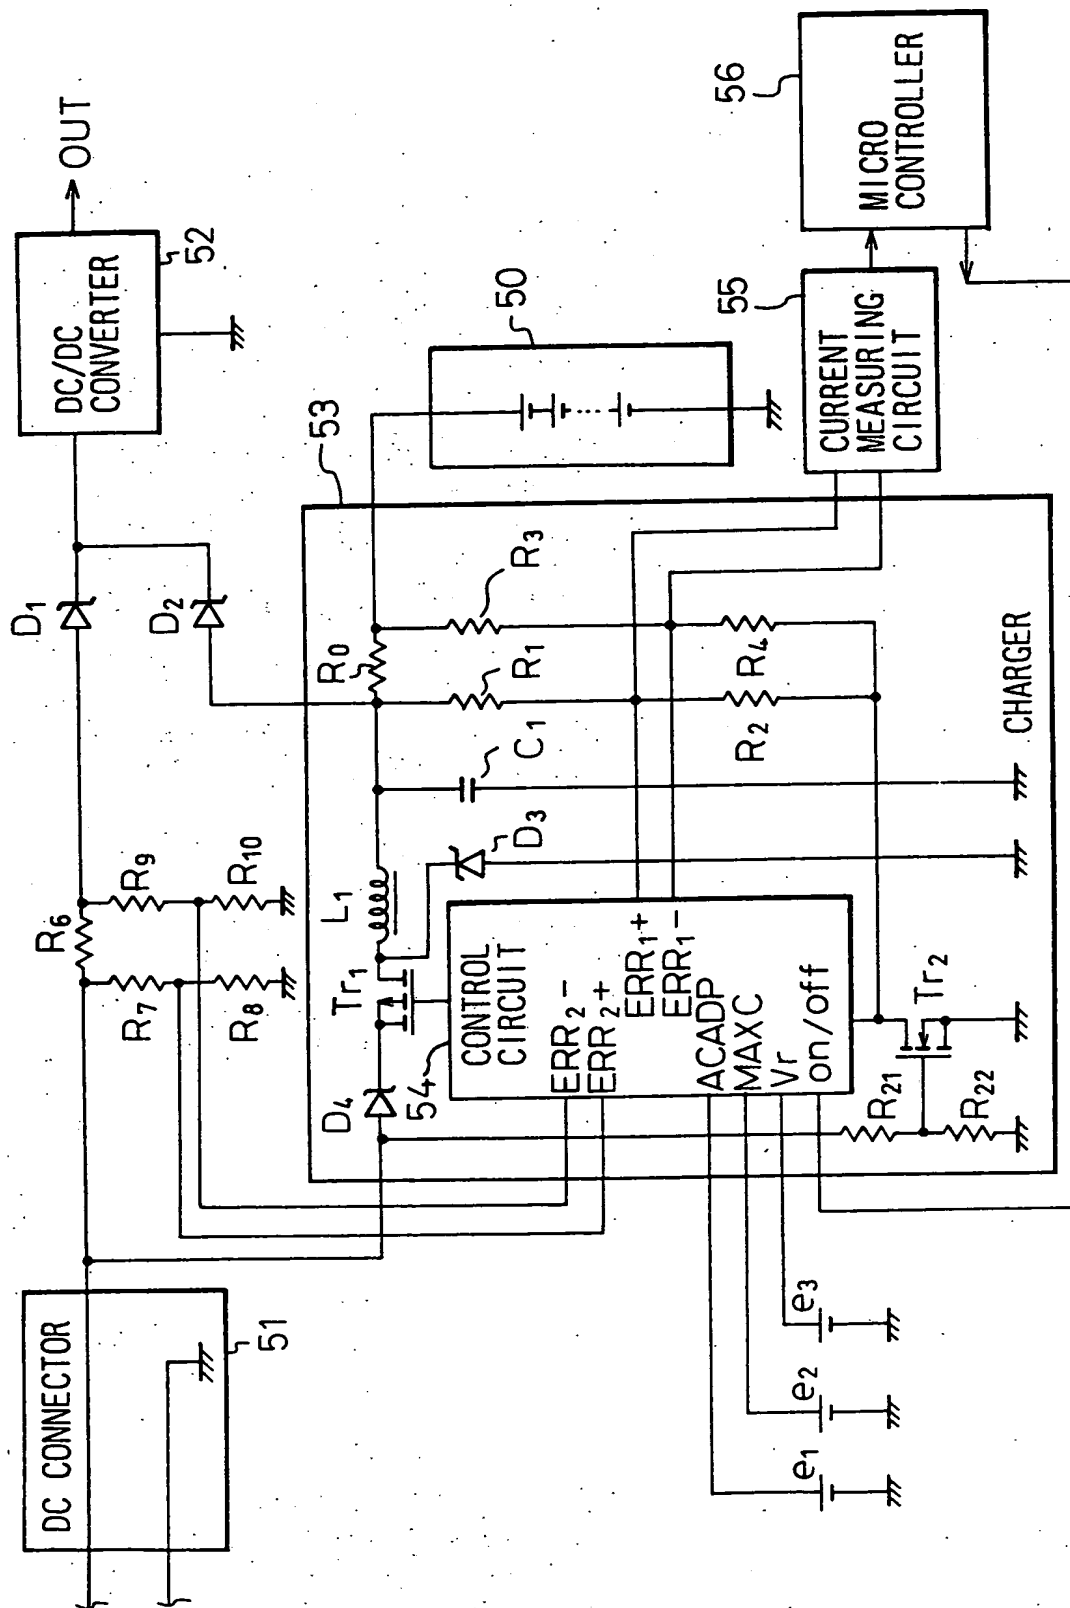 DC CONNECTOR
51
R6
R7
R8
R9
R10
D1
D2
DC/DC
CONVERTER
52
OUT
53
D4
Tr1
L1
R0
R1
R3
C1
D3
R2
R4
50
54
CONTROL
CIRCUIT
ERR2-
ERR2+
ERR1+
ERR1-
ACADP
MAXC
Vr
on/off
R21
R22
Tr2
CHARGER
CURRENT
MEASURING
CIRCUIT
55
MICRO
CONTROLLER
56
e1
e2
e3